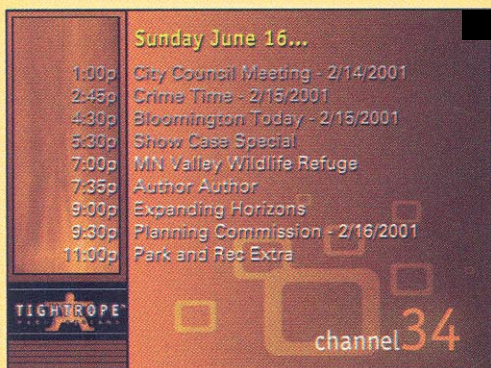 Sunday June 16...
1:00p City Counsil Meeting - 2/14/2001
2:45p Crime Time - 2/15/2001
4:30p Bloomington Today - 2/15/2001
5:30p Show Case Special
7:00p MN Valley Wildlife Refuge
7:35p Author Author
9:00p Expanding Horizons
9:30p Planning Commission - 2/16/2001
11:00p Park and Rec Extra
TIGHTROPE
channel 34